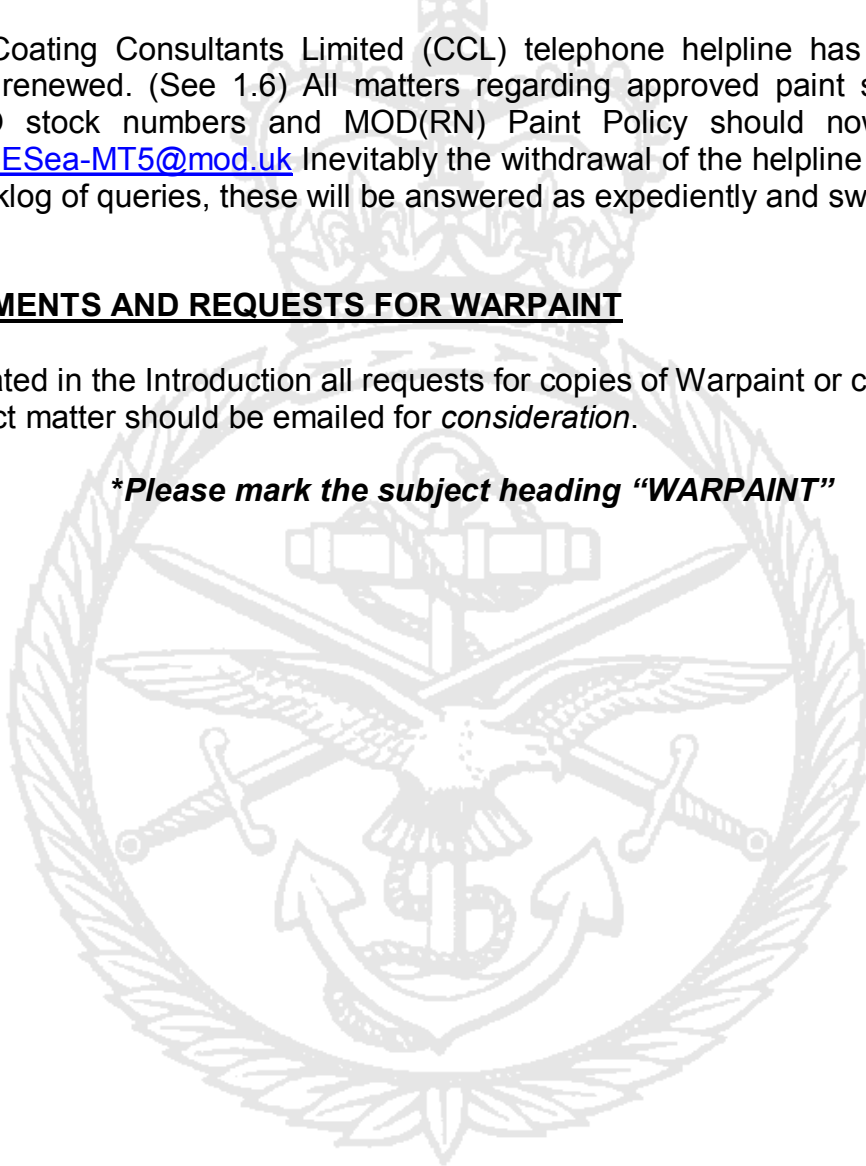 Coating Consultants Limited (CCL) telephone helpline has
renewed. (See 1.6) All matters regarding approved paint s
stock numbers and MOD(RN) Paint Policy should now
ESea-MT5@mod.uk Inevitably the withdrawal of the helpline
klog of queries, these will be answered as expediently and sw
MENTS AND REQUESTS FOR WARPAINT
ated in the Introduction all requests for copies of Warpaint or c
ct matter should be emailed for consideration.
*Please mark the subject heading “WARPAINT”